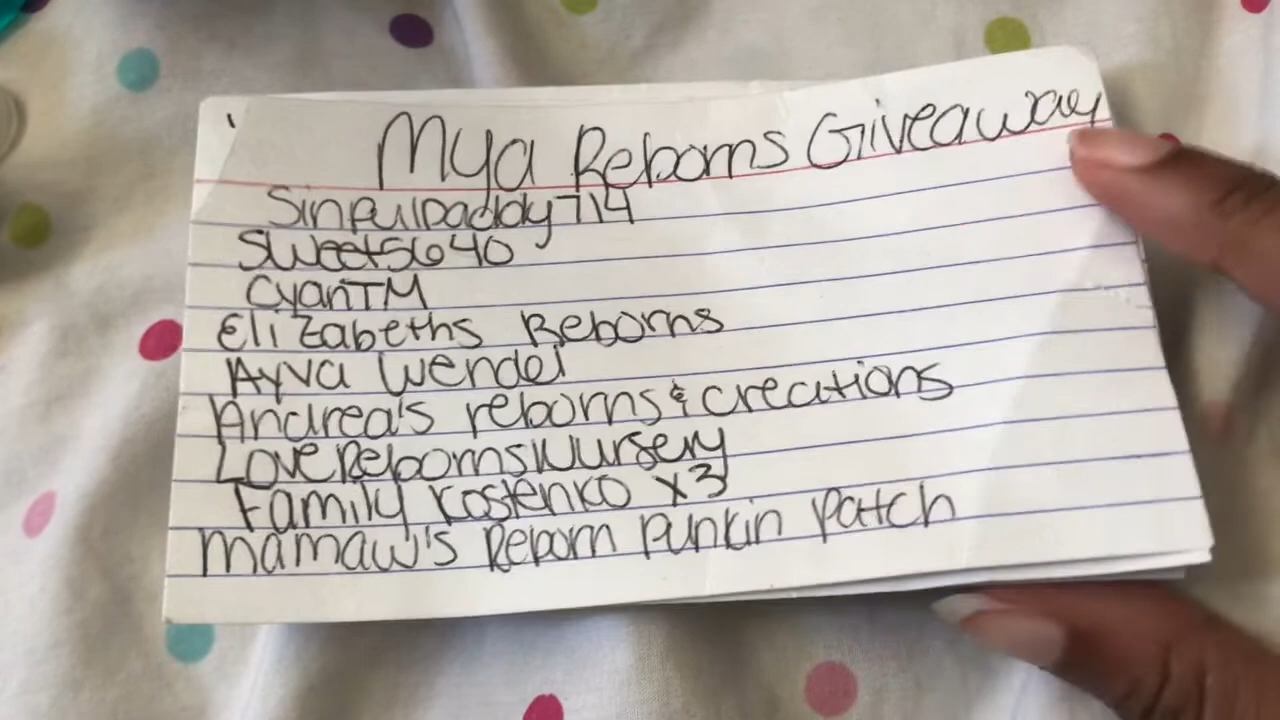 Mya Reborns Giveaway
Sinfuldaddy714
Sweet5640
CyanTM
Elizabeths Reborns
Ayva Wendel
Andrea's reborns & creations
LoveRebornsNursery
Family Kostenko x3
Mamaw's Reborn Punkin Patch